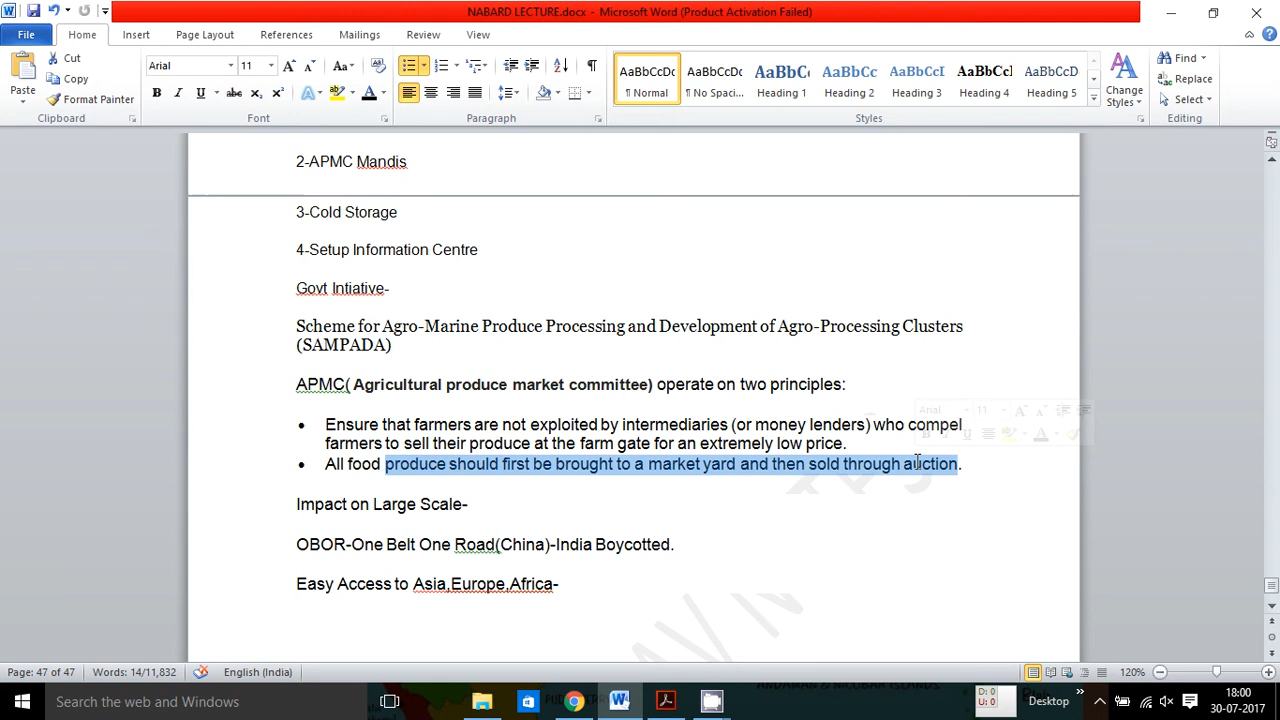 NABARD LECTURE.docx - Microsoft Word (Product Activation Failed)
File Home Insert Page Layout References Mailings Review View
Paste
Cut
Copy
Format Painter
Clipboard
Arial 11
Font
Paragraph
AaBbCcDc AaBbCcDc AaBbC AaBbCc AaBbCcI AaBbCcI AaBbCcDc
¶ Normal ¶ No Spaci... Heading 1 Heading 2 Heading 3 Heading 4 Heading 5
Change Styles
Styles
Find
Replace
Select
Editing
2-APMC Mandis
3-Cold Storage
4-Setup Information Centre
Govt Intiative-
Scheme for Agro-Marine Produce Processing and Development of Agro-Processing Clusters
(SAMPADA)
APMC( Agricultural produce market committee) operate on two principles:
• Ensure that farmers are not exploited by intermediaries (or money lenders) who compel
farmers to sell their produce at the farm gate for an extremely low price.
• All food produce should first be brought to a market yard and then sold through auction.
Impact on Large Scale-
OBOR-One Belt One Road(China)-India Boycotted.
Easy Access to Asia,Europe,Africa-
Page: 47 of 47 Words: 14/11,832 English (India) 120%
Search the web and Windows
D: 0
U: 0
Desktop
18:00
30-07-2017